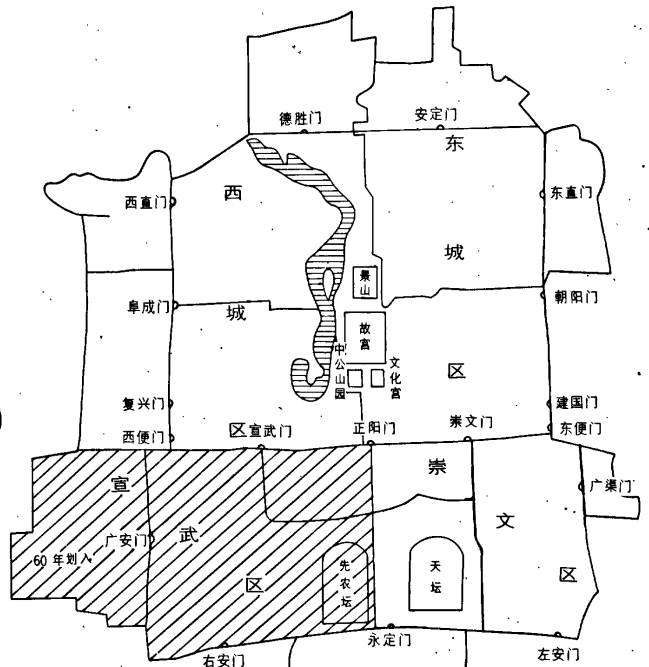 德胜门
安定门
东
城
区
西直门
西
城
区
东直门
景山
阜成门
朝阳门
故宫
中山公园
文化宫
复兴门
建国门
西便门
宣武门
正阳门
崇文门
东便门
宣
武
区
崇
文
区
广渠门
广安门
60年划入
先农坛
天坛
永定门
右安门
左安门